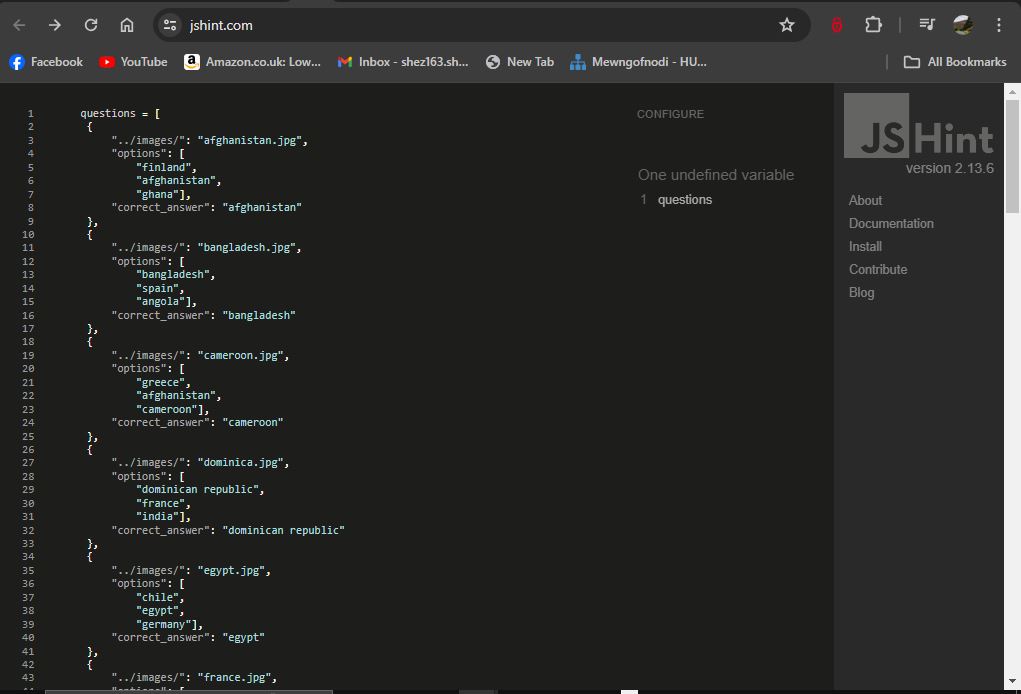 jshint.com
Facebook
YouTube
Amazon.co.uk: Low...
Inbox - shez163.sh...
New Tab
Mewngofnodi - HU...
All Bookmarks
1 questions = [
2 {
3 "../images/": "afghanistan.jpg",
4 "options": [
5 "finland",
6 "afghanistan",
7 "ghana"],
8 "correct_answer": "afghanistan"
9 },
10 {
11 "../images/": "bangladesh.jpg",
12 "options": [
13 "bangladesh",
14 "spain",
15 "angola"],
16 "correct_answer": "bangladesh"
17 },
18 {
19 "../images/": "cameroon.jpg",
20 "options": [
21 "greece",
22 "afghanistan",
23 "cameroon"],
24 "correct_answer": "cameroon"
25 },
26 {
27 "../images/": "dominica.jpg",
28 "options": [
29 "dominican republic",
30 "france",
31 "india"],
32 "correct_answer": "dominican republic"
33 },
34 {
35 "../images/": "egypt.jpg",
36 "options": [
37 "chile",
38 "egypt",
39 "germany"],
40 "correct_answer": "egypt"
41 },
42 {
43 "../images/": "france.jpg",
44 "options": [
CONFIGURE
One undefined variable
1 questions
JSHint
version 2.13.6
About
Documentation
Install
Contribute
Blog